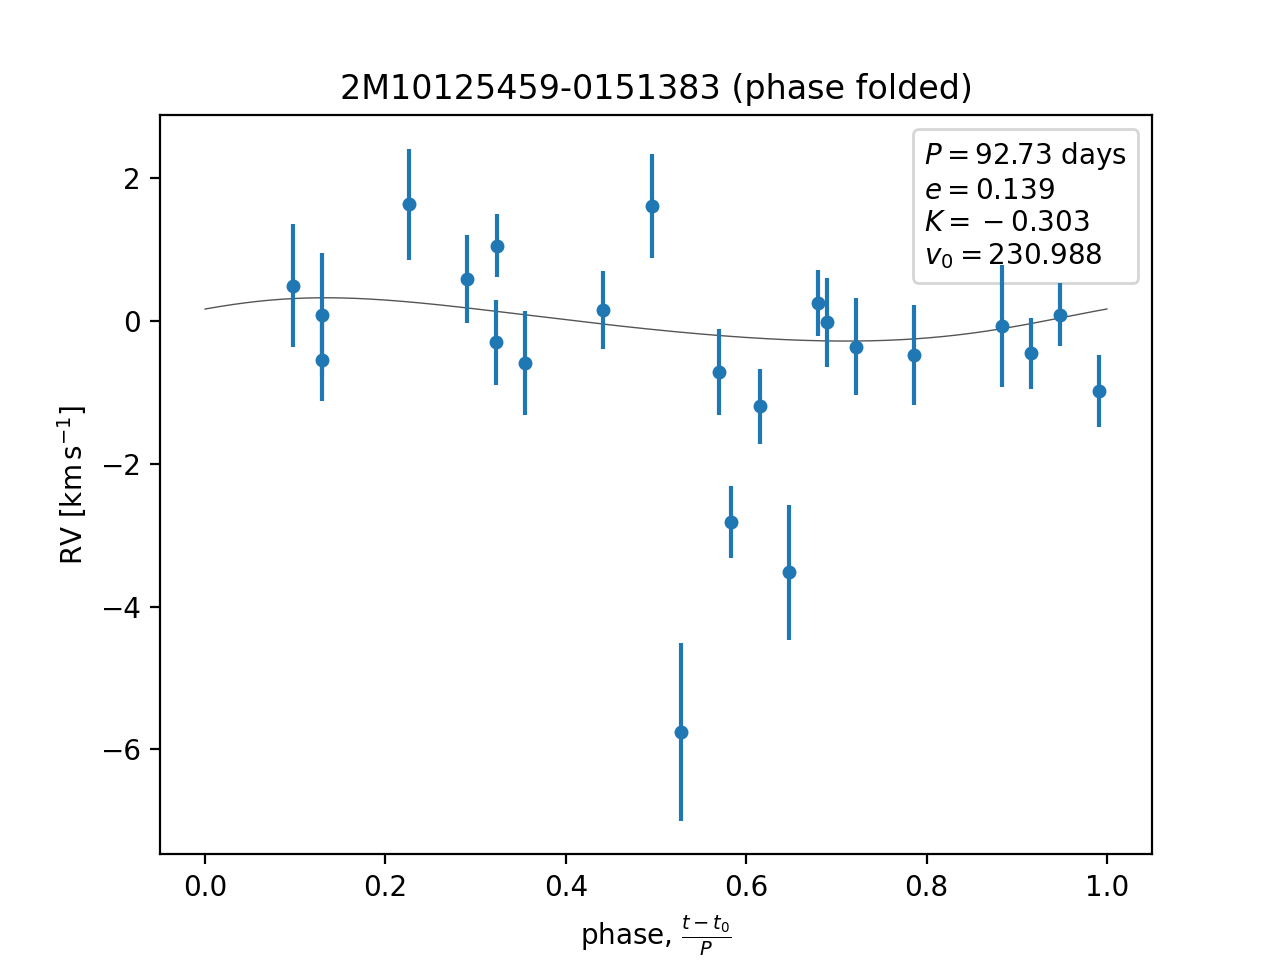 2M10125459-0151383 (phase folded)
P = 92.73 days
e = 0.139
K = −0.303
v₀ = 230.988
2
0
−2
−4
−6
RV [km s⁻¹]
0.0 0.2 0.4 0.6 0.8 1.0
phase, (t − t₀)/P